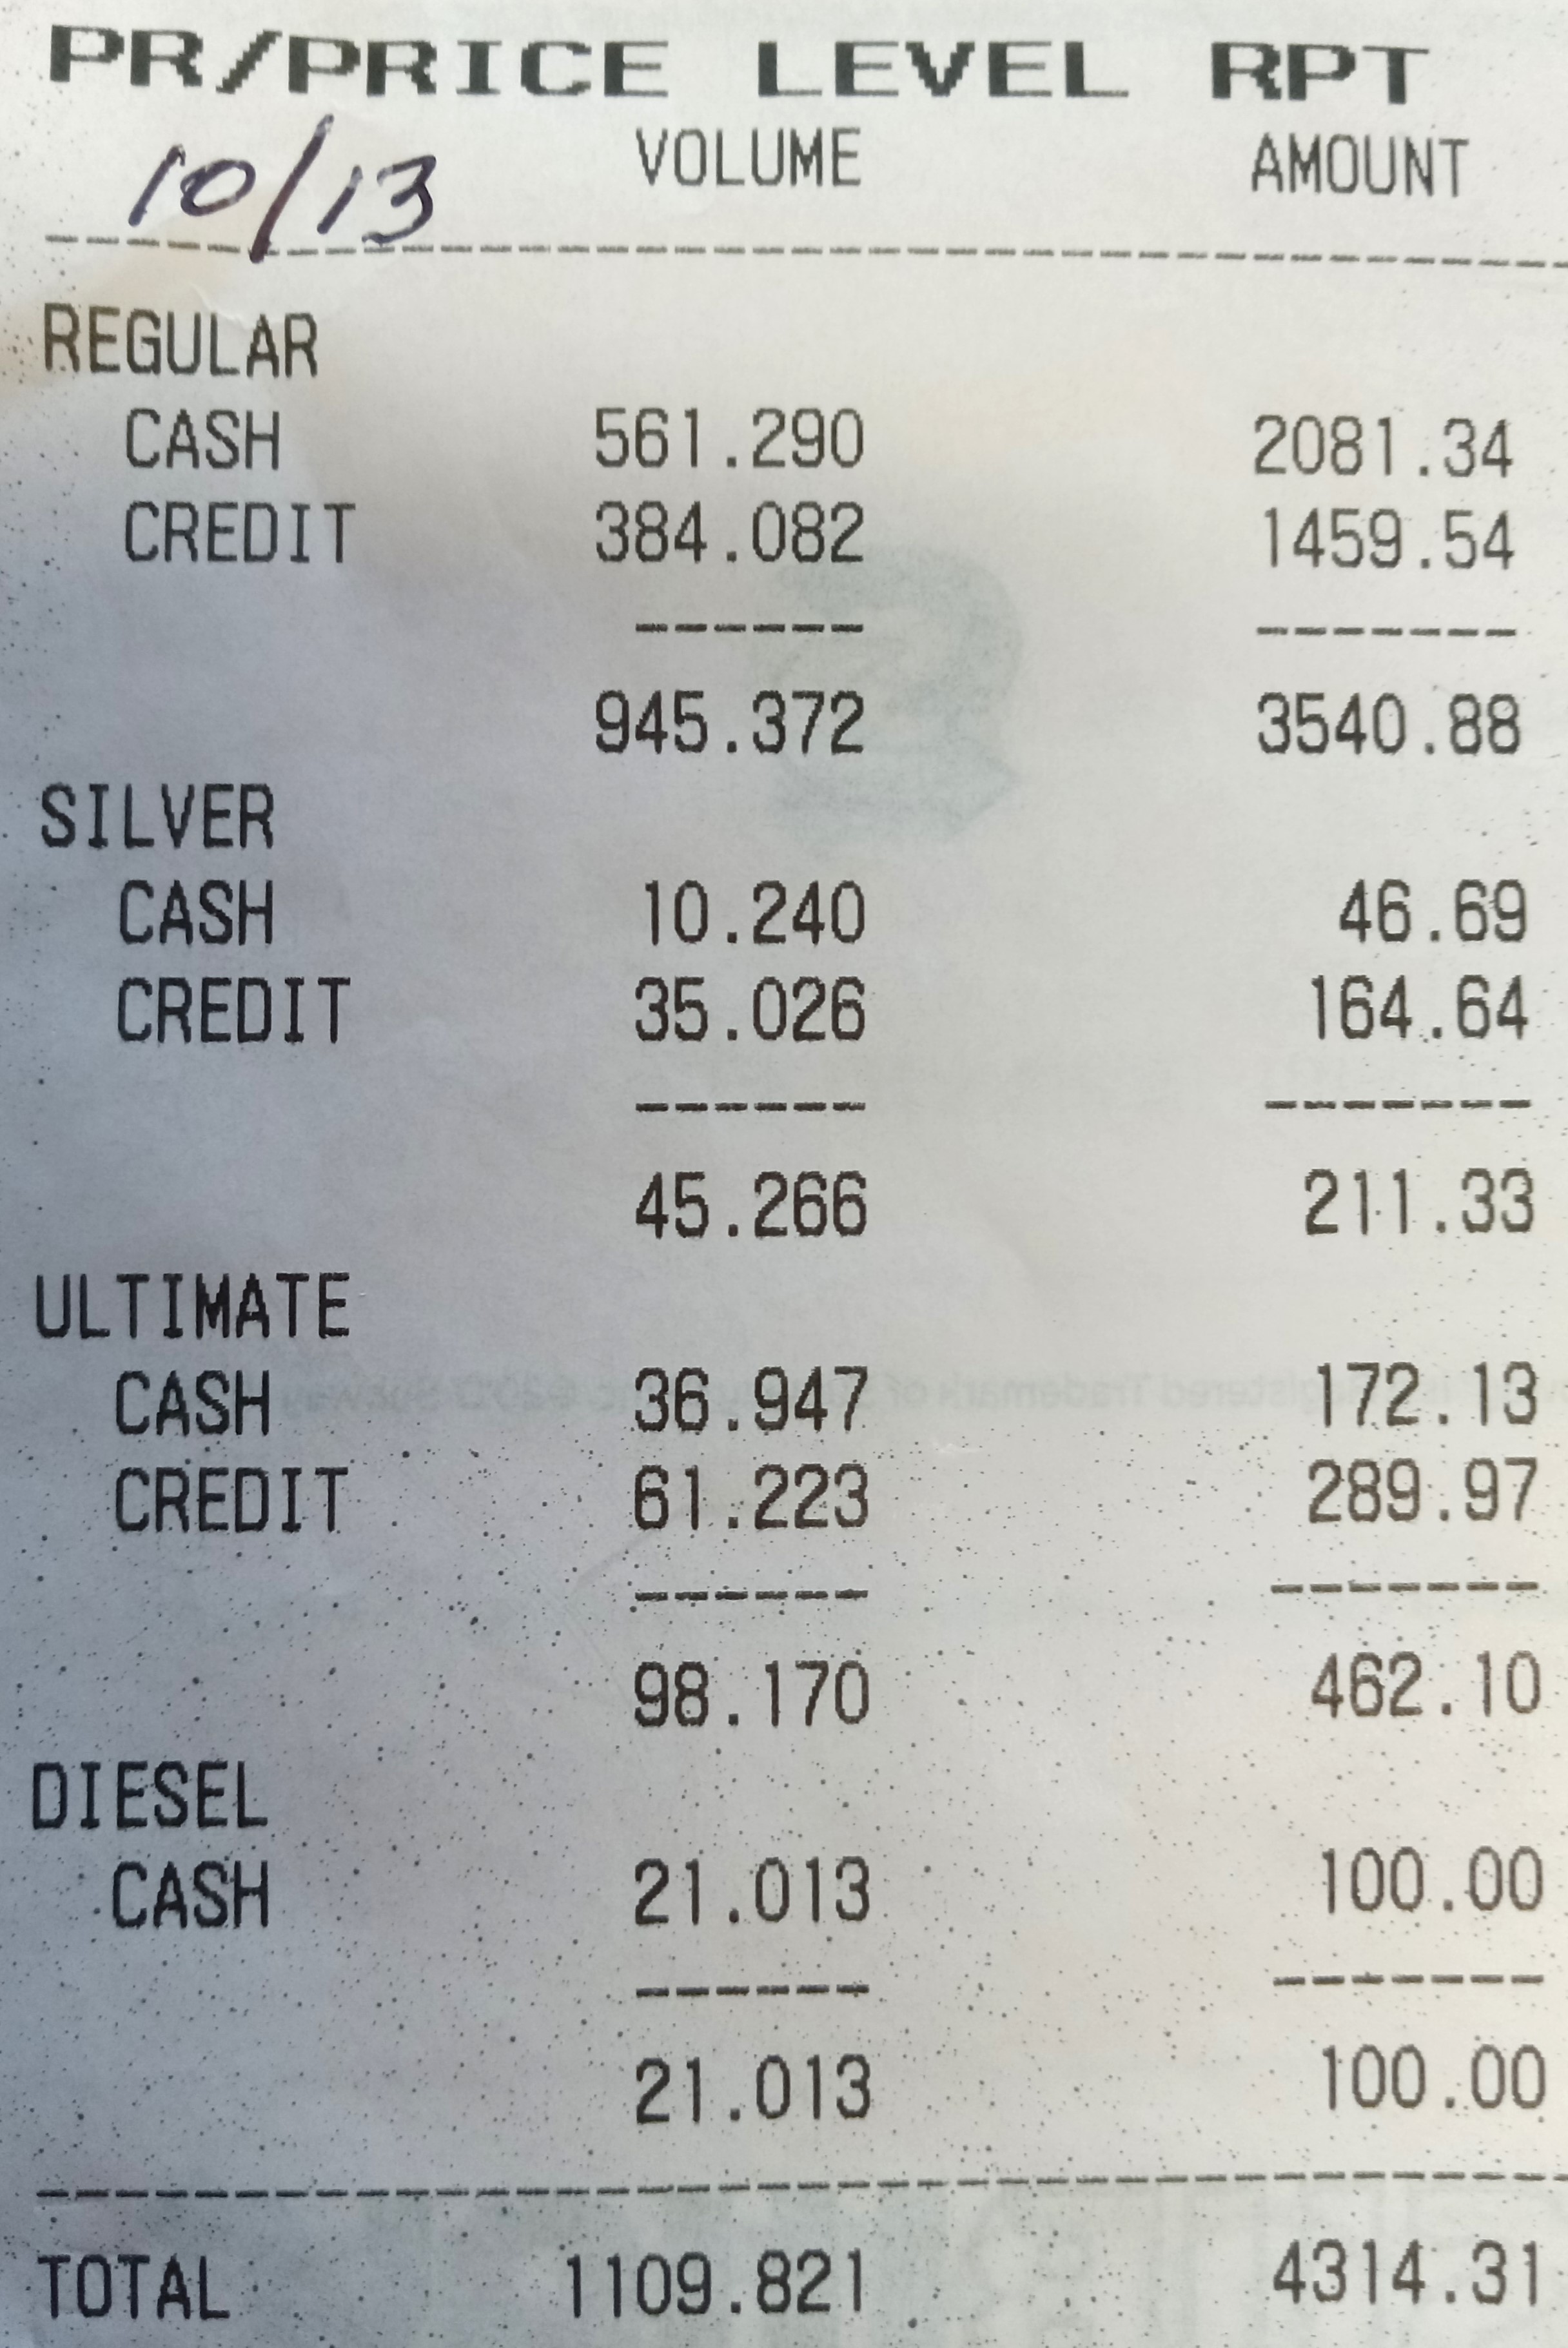 PR/PRICE LEVEL RPT
VOLUME AMOUNT
10/13
--------------------------------------
REGULAR
CASH 561.290 2081.34
CREDIT 384.082 1459.54
------ -------
945.372 3540.88
SILVER
CASH 10.240 46.69
CREDIT 35.026 164.64
------ -------
45.266 211.33
ULTIMATE
CASH 36.947 172.13
CREDIT 61.223 289.97
------ -------
98.170 462.10
DIESEL
CASH 21.013 100.00
------ -------
21.013 100.00
--------------------------------------
TOTAL 1109.821 4314.31